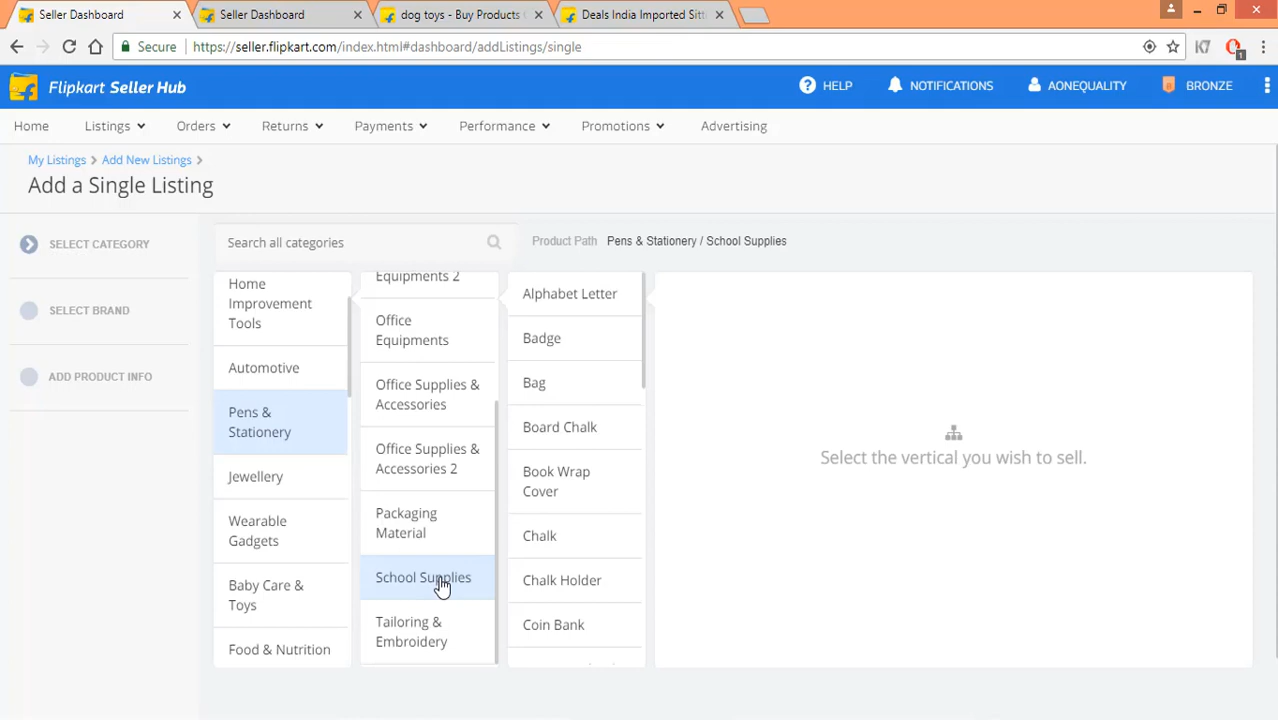 Seller Dashboard
Seller Dashboard
dog toys - Buy Products
Deals India Imported Sitt
Secure
https://seller.flipkart.com/index.html#dashboard/addListings/single
K7
1
Flipkart Seller Hub
HELP
NOTIFICATIONS
AONEQUALITY
BRONZE
Home
Listings
Orders
Returns
Payments
Performance
Promotions
Advertising
My Listings
Add New Listings
Add a Single Listing
SELECT CATEGORY
SELECT BRAND
ADD PRODUCT INFO
Search all categories
Product Path
Pens & Stationery / School Supplies
Home
Improvement
Tools
Automotive
Pens &
Stationery
Jewellery
Wearable
Gadgets
Baby Care &
Toys
Food & Nutrition
Equipments 2
Office
Equipments
Office Supplies &
Accessories
Office Supplies &
Accessories 2
Packaging
Material
School Supplies
Tailoring &
Embroidery
Alphabet Letter
Badge
Bag
Board Chalk
Book Wrap
Cover
Chalk
Chalk Holder
Coin Bank
Select the vertical you wish to sell.